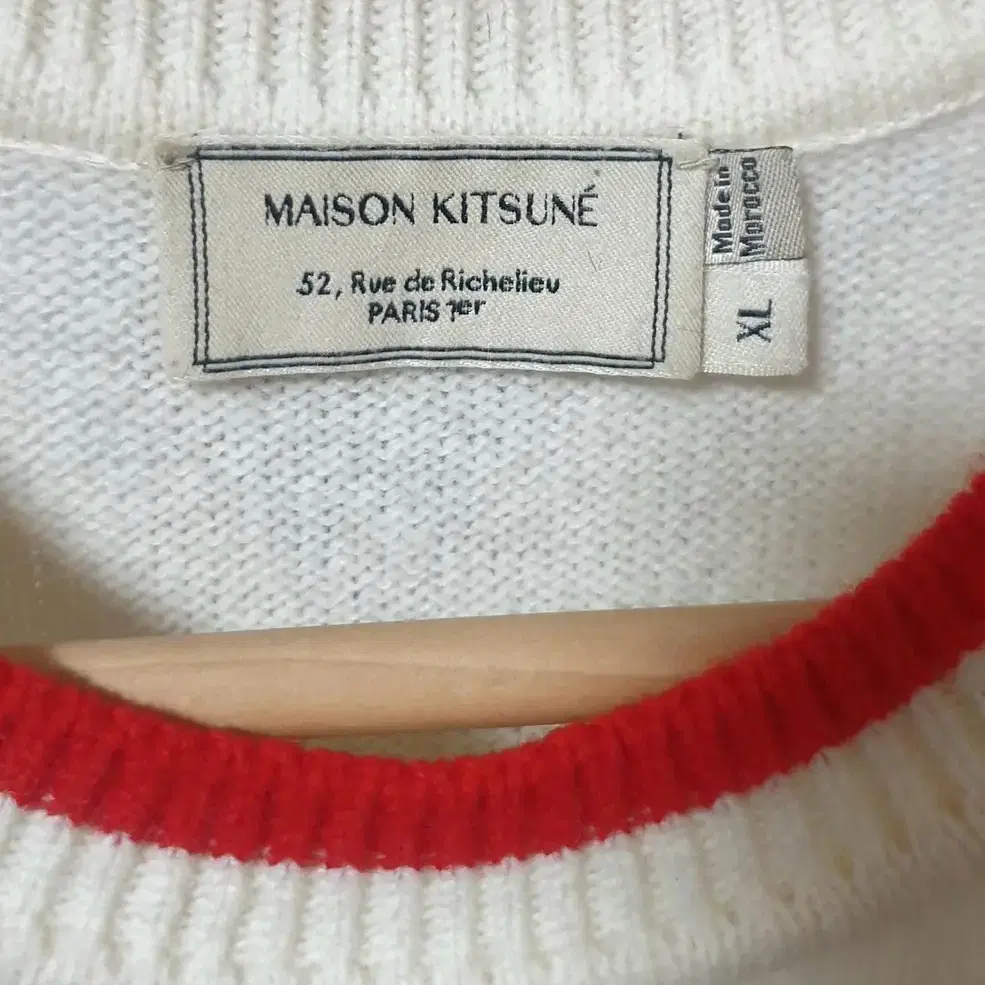 MAISON KITSUNÉ
52, Rue de Richelieu
PARIS 1er
Made in
Morocco
XL